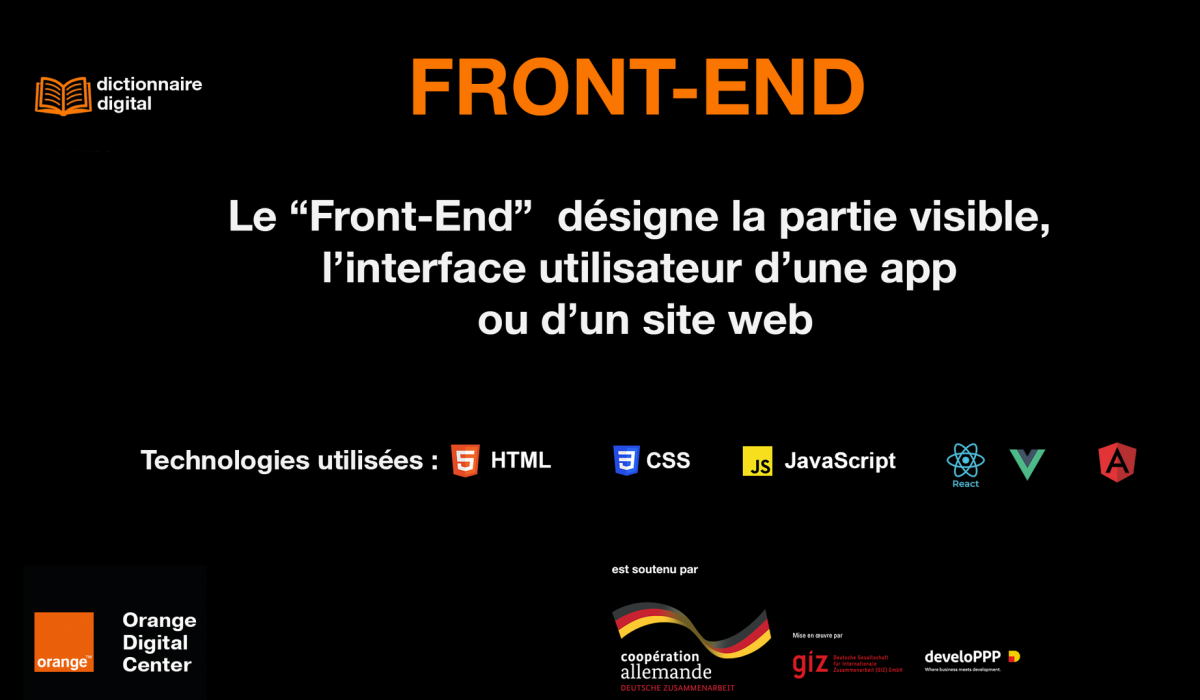 dictionnaire
digital
FRONT-END
Le “Front-End” désigne la partie visible,
l’interface utilisateur d’une app
ou d’un site web
Technologies utilisées :
5 HTML
3 CSS
JS JavaScript
React
A
orange™
Orange
Digital
Center
est soutenu par
coopération
allemande
DEUTSCHE ZUSAMMENARBEIT
Mise en œuvre par
giz
Deutsche Gesellschaft
für Internationale
Zusammenarbeit (GIZ) GmbH
develoPPP
Where business meets development.